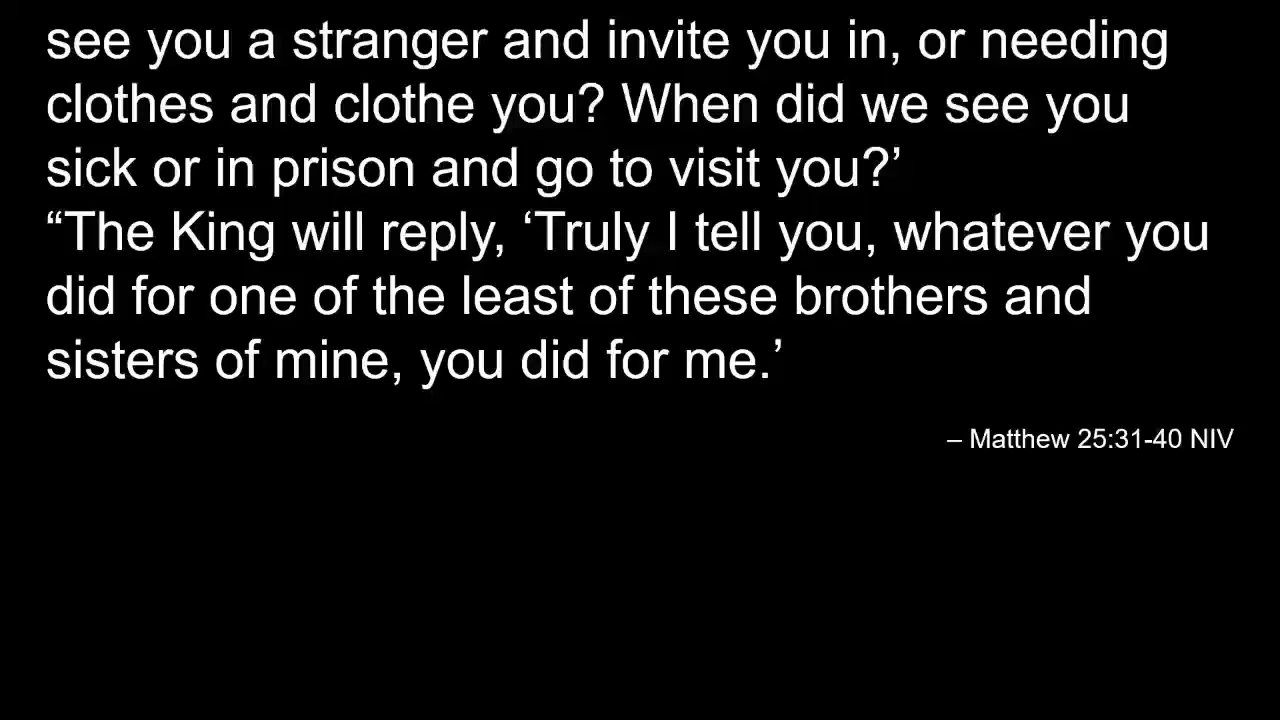 see you a stranger and invite you in, or needing
clothes and clothe you? When did we see you
sick or in prison and go to visit you?’
“The King will reply, ‘Truly I tell you, whatever you
did for one of the least of these brothers and
sisters of mine, you did for me.’
– Matthew 25:31-40 NIV